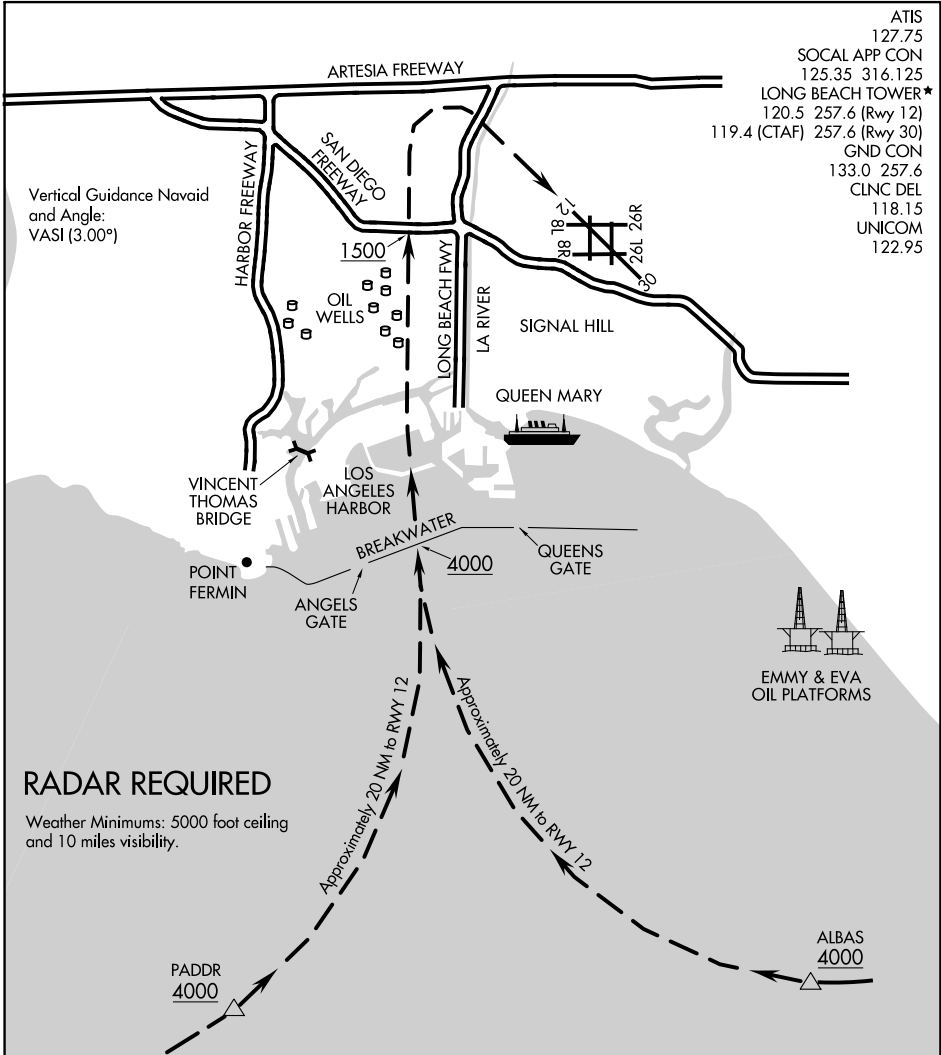 ATIS
127.75
SOCAL APP CON
125.35 316.125
LONG BEACH TOWER★
120.5 257.6 (Rwy 12)
119.4 (CTAF) 257.6 (Rwy 30)
GND CON
133.0 257.6
CLNC DEL
118.15
UNICOM
122.95
ARTESIA FREEWAY
SAN DIEGO
FREEWAY
HARBOR FREEWAY
Vertical Guidance Navaid
and Angle:
VASI (3.00°)
12
8L
26R
8R
26L
30
1500
OIL
WELLS
LONG BEACH FWY
LA RIVER
SIGNAL HILL
QUEEN MARY
VINCENT
THOMAS
BRIDGE
LOS
ANGELES
HARBOR
BREAKWATER
4000
QUEENS
GATE
POINT
FERMIN
ANGELS
GATE
EMMY & EVA
OIL PLATFORMS
Approximately 20 NM to RWY 12
Approximately 20 NM to RWY 12
RADAR REQUIRED
Weather Minimums: 5000 foot ceiling
and 10 miles visibility.
PADDR
4000
ALBAS
4000